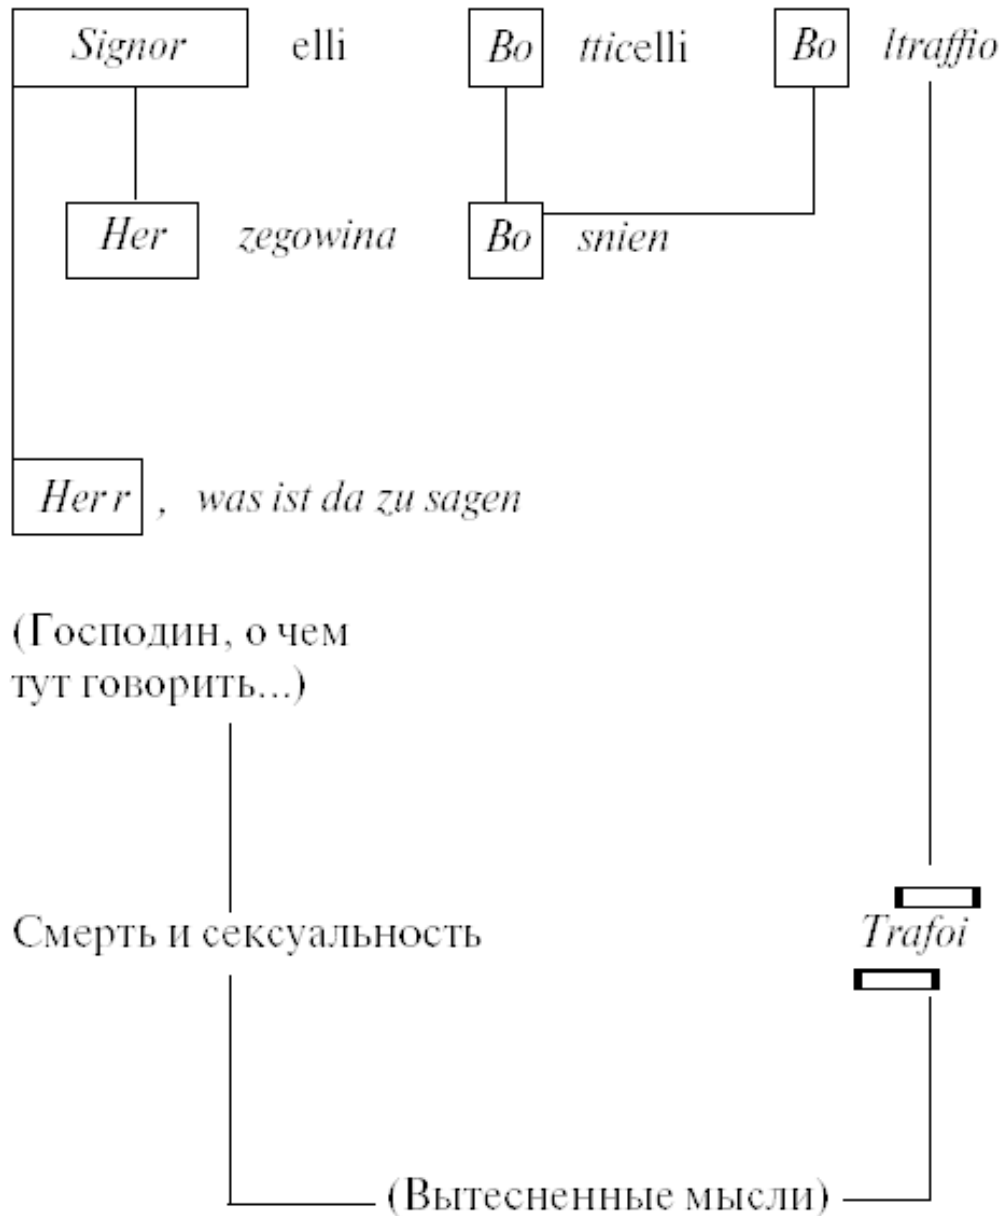 Signor elli Bo tticelli Bo ltraffio
Her zegowina Bo snien
Herr , was ist da zu sagen
(Господин, о чем
тут говорить...)
Смерть и сексуальность Trafoi
(Вытесненные мысли)